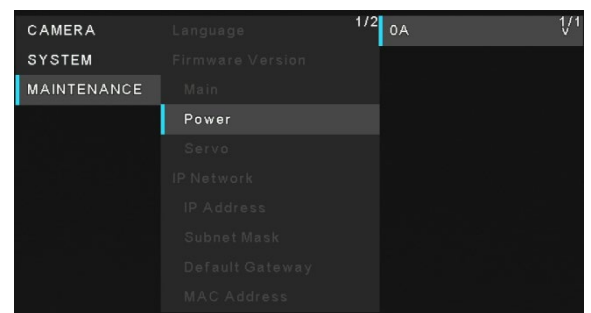 CAMERA
SYSTEM
MAINTENANCE
Language 1/2
Firmware Version
Main
Power
Servo
IP Network
IP Address
Subnet Mask
Default Gateway
MAC Address
0A 1/1